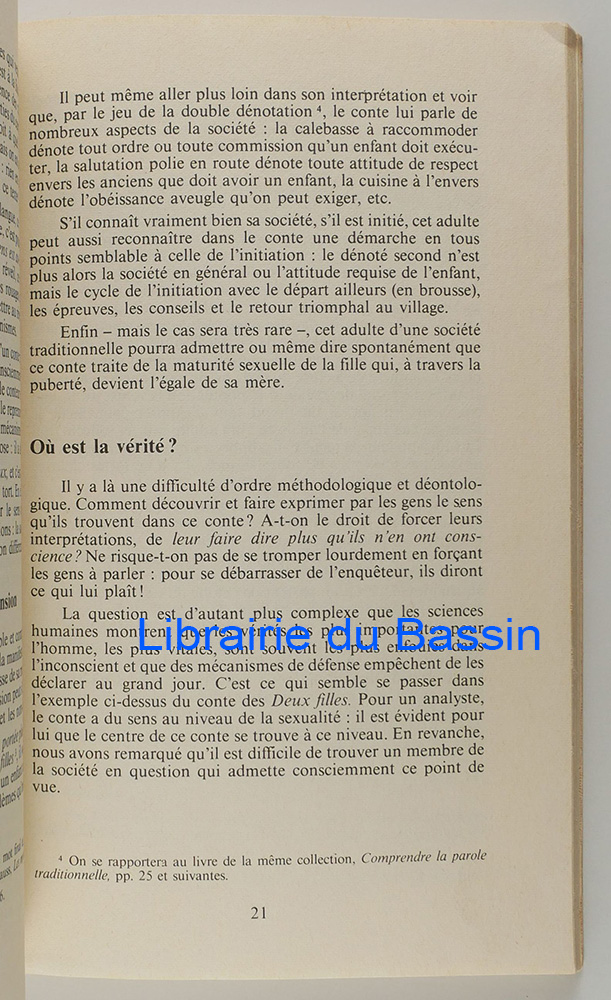 Il peut même aller plus loin dans son interprétation et voir
que, par le jeu de la double dénotation ⁴, le conte lui parle de
nombreux aspects de la société : la calebasse à raccommoder
dénote tout ordre ou toute commission qu'un enfant doit exécu-
ter, la salutation polie en route dénote toute attitude de respect
envers les anciens que doit avoir un enfant, la cuisine à l'envers
dénote l'obéissance aveugle qu'on peut exiger, etc.
S'il connaît vraiment bien sa société, s'il est initié, cet adulte
peut aussi reconnaître dans le conte une démarche en tous
points semblable à celle de l'initiation : le dénoté second n'est
plus alors la société en général ou l'attitude requise de l'enfant,
mais le cycle de l'initiation avec le départ ailleurs (en brousse),
les épreuves, les conseils et le retour triomphal au village.
Enfin – mais le cas sera très rare –, cet adulte d'une société
traditionnelle pourra admettre ou même dire spontanément que
ce conte traite de la maturité sexuelle de la fille qui, à travers la
puberté, devient l'égale de sa mère.
Où est la vérité ?
Il y a là une difficulté d'ordre méthodologique et déontolo-
gique. Comment découvrir et faire exprimer par les gens le sens
qu'ils trouvent dans ce conte ? A-t-on le droit de forcer leurs
interprétations, de leur faire dire plus qu'ils n'en ont cons-
cience ? Ne risque-t-on pas de se tromper lourdement en forçant
les gens à parler : pour se débarrasser de l'enquêteur, ils diront
ce qui lui plaît !
La question est d'autant plus complexe que les sciences
humaines montrent que les vérités les plus importantes pour
l'homme, les plus vitales, sont souvent les plus enfouies dans
l'inconscient et que des mécanismes de défense empêchent de les
déclarer au grand jour. C'est ce qui semble se passer dans
l'exemple ci-dessus du conte des Deux filles. Pour un analyste,
le conte a du sens au niveau de la sexualité : il est évident pour
lui que le centre de ce conte se trouve à ce niveau. En revanche,
nous avons remarqué qu'il est difficile de trouver un membre de
la société en question qui admette consciemment ce point de
vue.
⁴ On se rapportera au livre de la même collection, Comprendre la parole
traditionnelle, pp. 25 et suivantes.
21
Librairie du Bassin